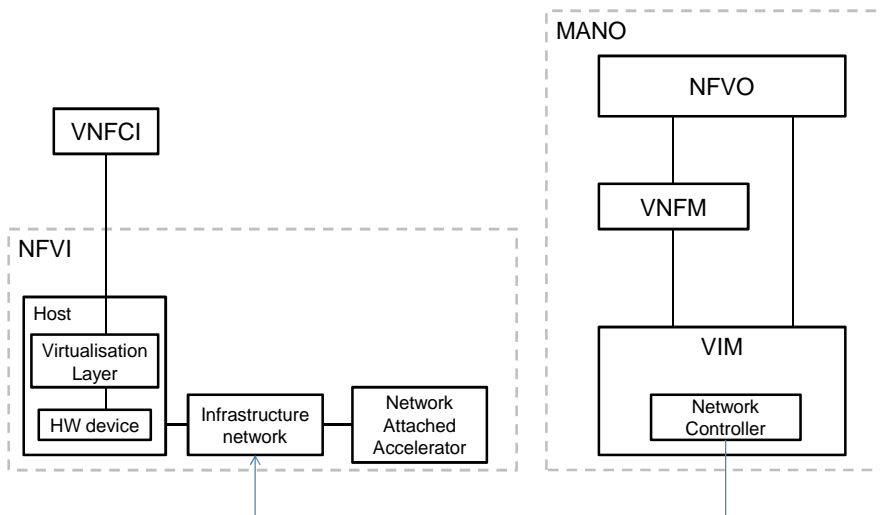 MANO
NFVO
VNFCI
VNFM
NFVI
Host
Virtualisation
Layer
HW device
Infrastructure
network
Network
Attached
Accelerator
VIM
Network
Controller